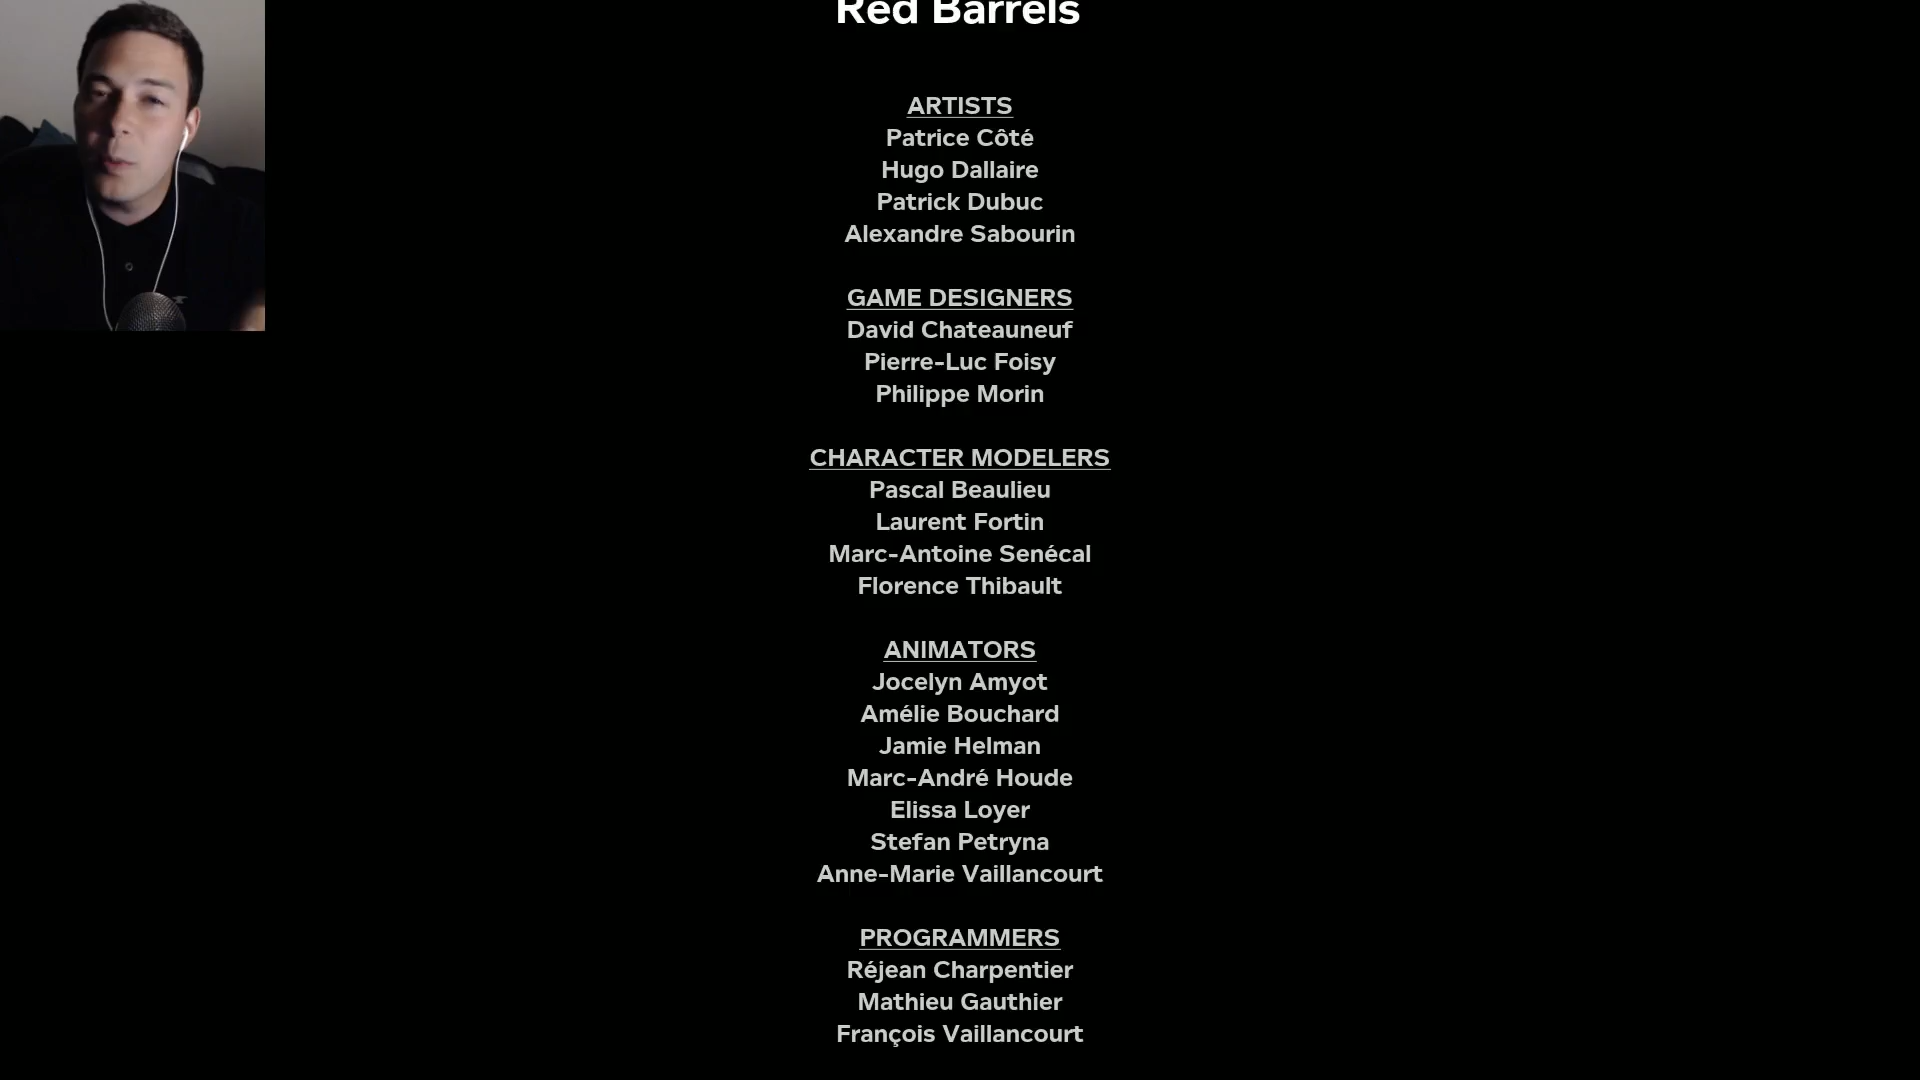 Red Barrels
ARTISTS
Patrice Côté
Hugo Dallaire
Patrick Dubuc
Alexandre Sabourin
GAME DESIGNERS
David Chateauneuf
Pierre-Luc Foisy
Philippe Morin
CHARACTER MODELERS
Pascal Beaulieu
Laurent Fortin
Marc-Antoine Senécal
Florence Thibault
ANIMATORS
Jocelyn Amyot
Amélie Bouchard
Jamie Helman
Marc-André Houde
Elissa Loyer
Stefan Petryna
Anne-Marie Vaillancourt
PROGRAMMERS
Réjean Charpentier
Mathieu Gauthier
François Vaillancourt